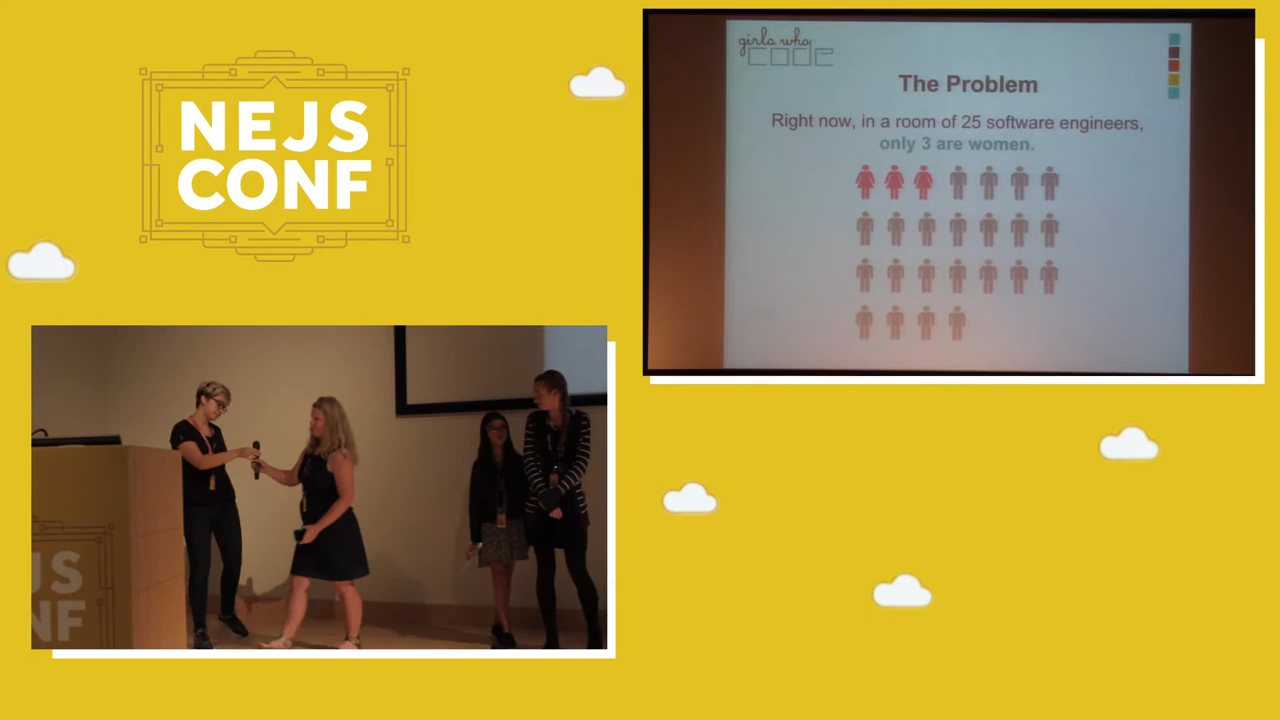 NEJS
CONF
girls who
CODE
The Problem
Right now, in a room of 25 software engineers,
only 3 are women.
JS
NF